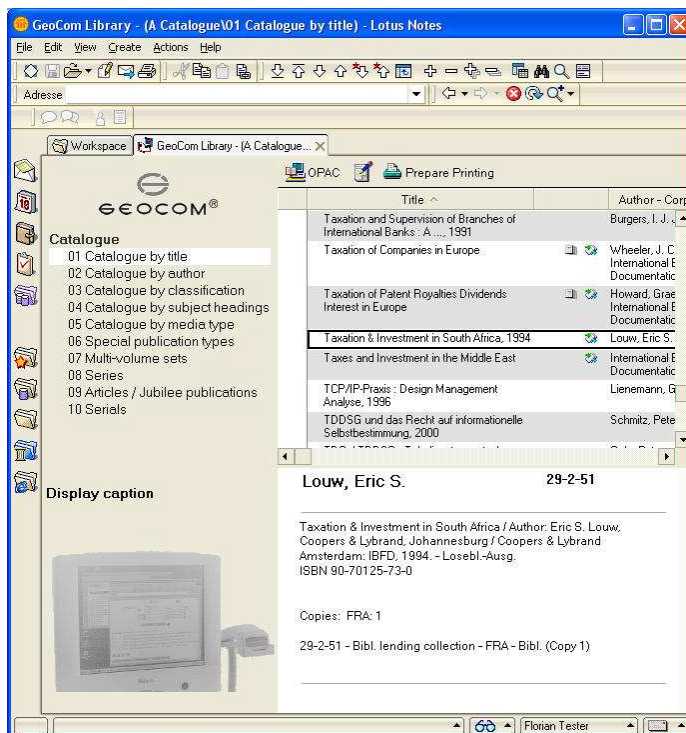 GeoCom Library - (A Catalogue\01 Catalogue by title) - Lotus Notes
File Edit View Create Actions Help
Adresse
Workspace GeoCom Library - (A Catalogue...
GEOCOM®
OPAC Prepare Printing
Title Author - Corp
Catalogue
01 Catalogue by title
02 Catalogue by author
03 Catalogue by classification
04 Catalogue by subject headings
05 Catalogue by media type
06 Special publication types
07 Multi-volume sets
08 Series
09 Articles / Jubilee publications
10 Serials
Display caption
Taxation and Supervision of Branches of Burgers, I. J. J.
International Banks : A ..., 1991
Taxation of Companies in Europe Wheeler, J. C
International B
Documentatic
Taxation of Patent Royalties Dividends Howard, Grae
Interest in Europe International B
Documentatic
Taxation & Investment in South Africa, 1994 Louw, Eric S.
Taxes and Investment in the Middle East International B
Documentatic
TCP/IP-Praxis : Design Management Lienemann, G
Analyse, 1996
TDDSG und das Recht auf informationelle Schmitz, Pete
Selbstbestimmung, 2000
Louw, Eric S. 29-2-51
Taxation & Investment in South Africa / Author: Eric S. Louw,
Coopers & Lybrand, Johannesburg / Coopers & Lybrand
Amsterdam: IBFD, 1994. - Losebl.-Ausg.
ISBN 90-70125-73-0
Copies: FRA: 1
29-2-51 - Bibl. lending collection - FRA - Bibl. (Copy 1)
Florian Tester